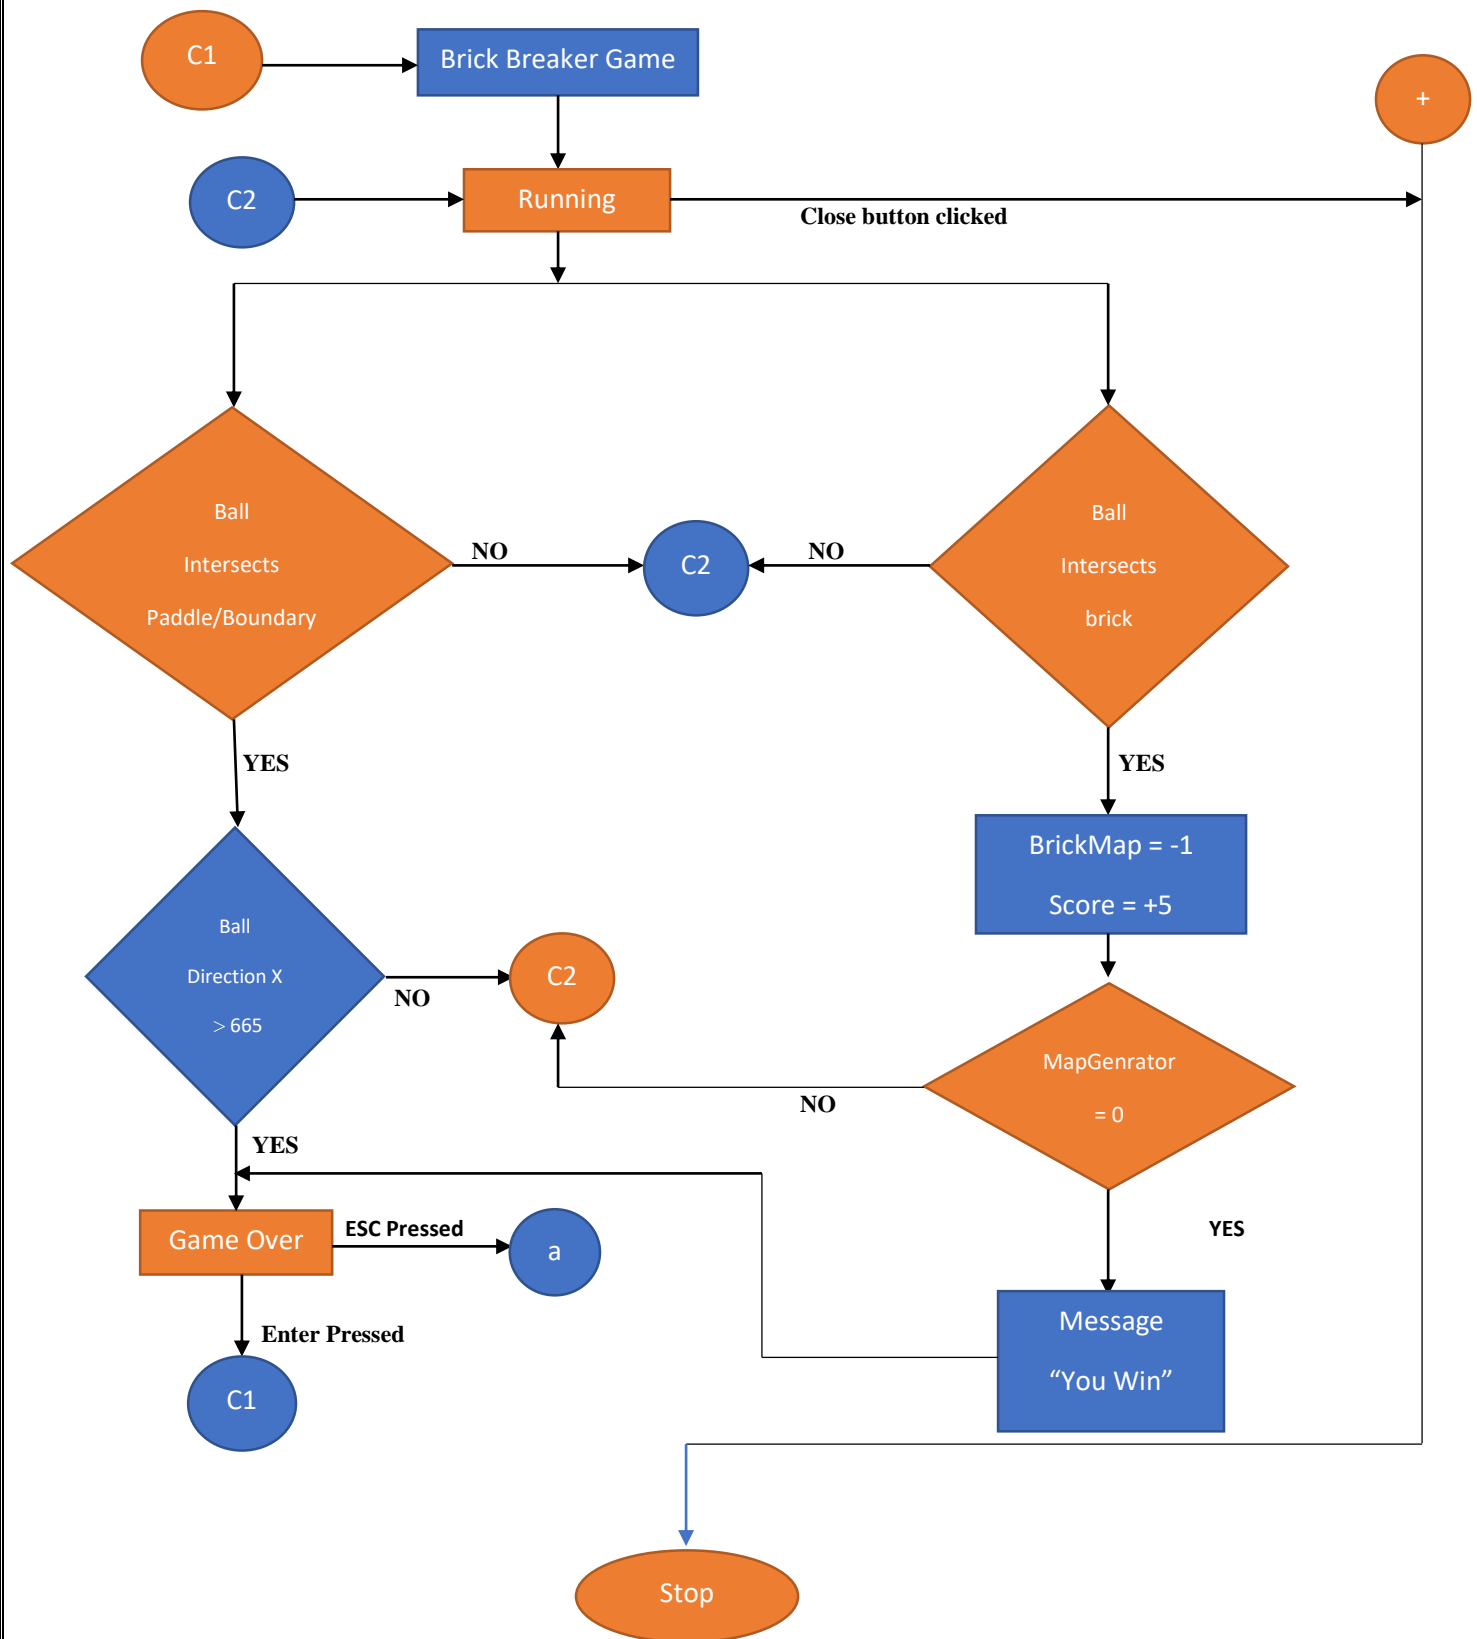 C1
Brick Breaker Game
+
C2
Running
Close button clicked
Ball
Intersects
Paddle/Boundary
NO
C2
NO
Ball
Intersects
brick
YES
YES
BrickMap = -1
Score = +5
Ball
Direction X
> 665
NO
C2
MapGenrator
= 0
NO
YES
Game Over
ESC Pressed
a
YES
Enter Pressed
Message
“You Win”
C1
Stop